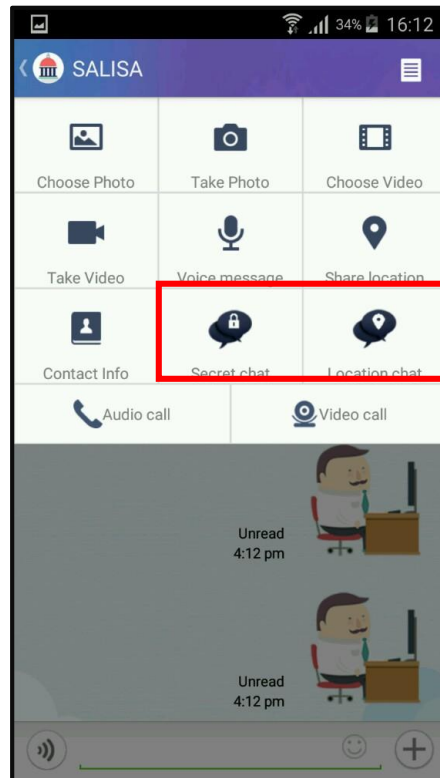 34% 16:12
SALISA
Choose Photo Take Photo Choose Video
Take Video Voice message Share location
Contact Info Secret chat Location chat
Audio call Video call
Unread
4:12 pm
Unread
4:12 pm